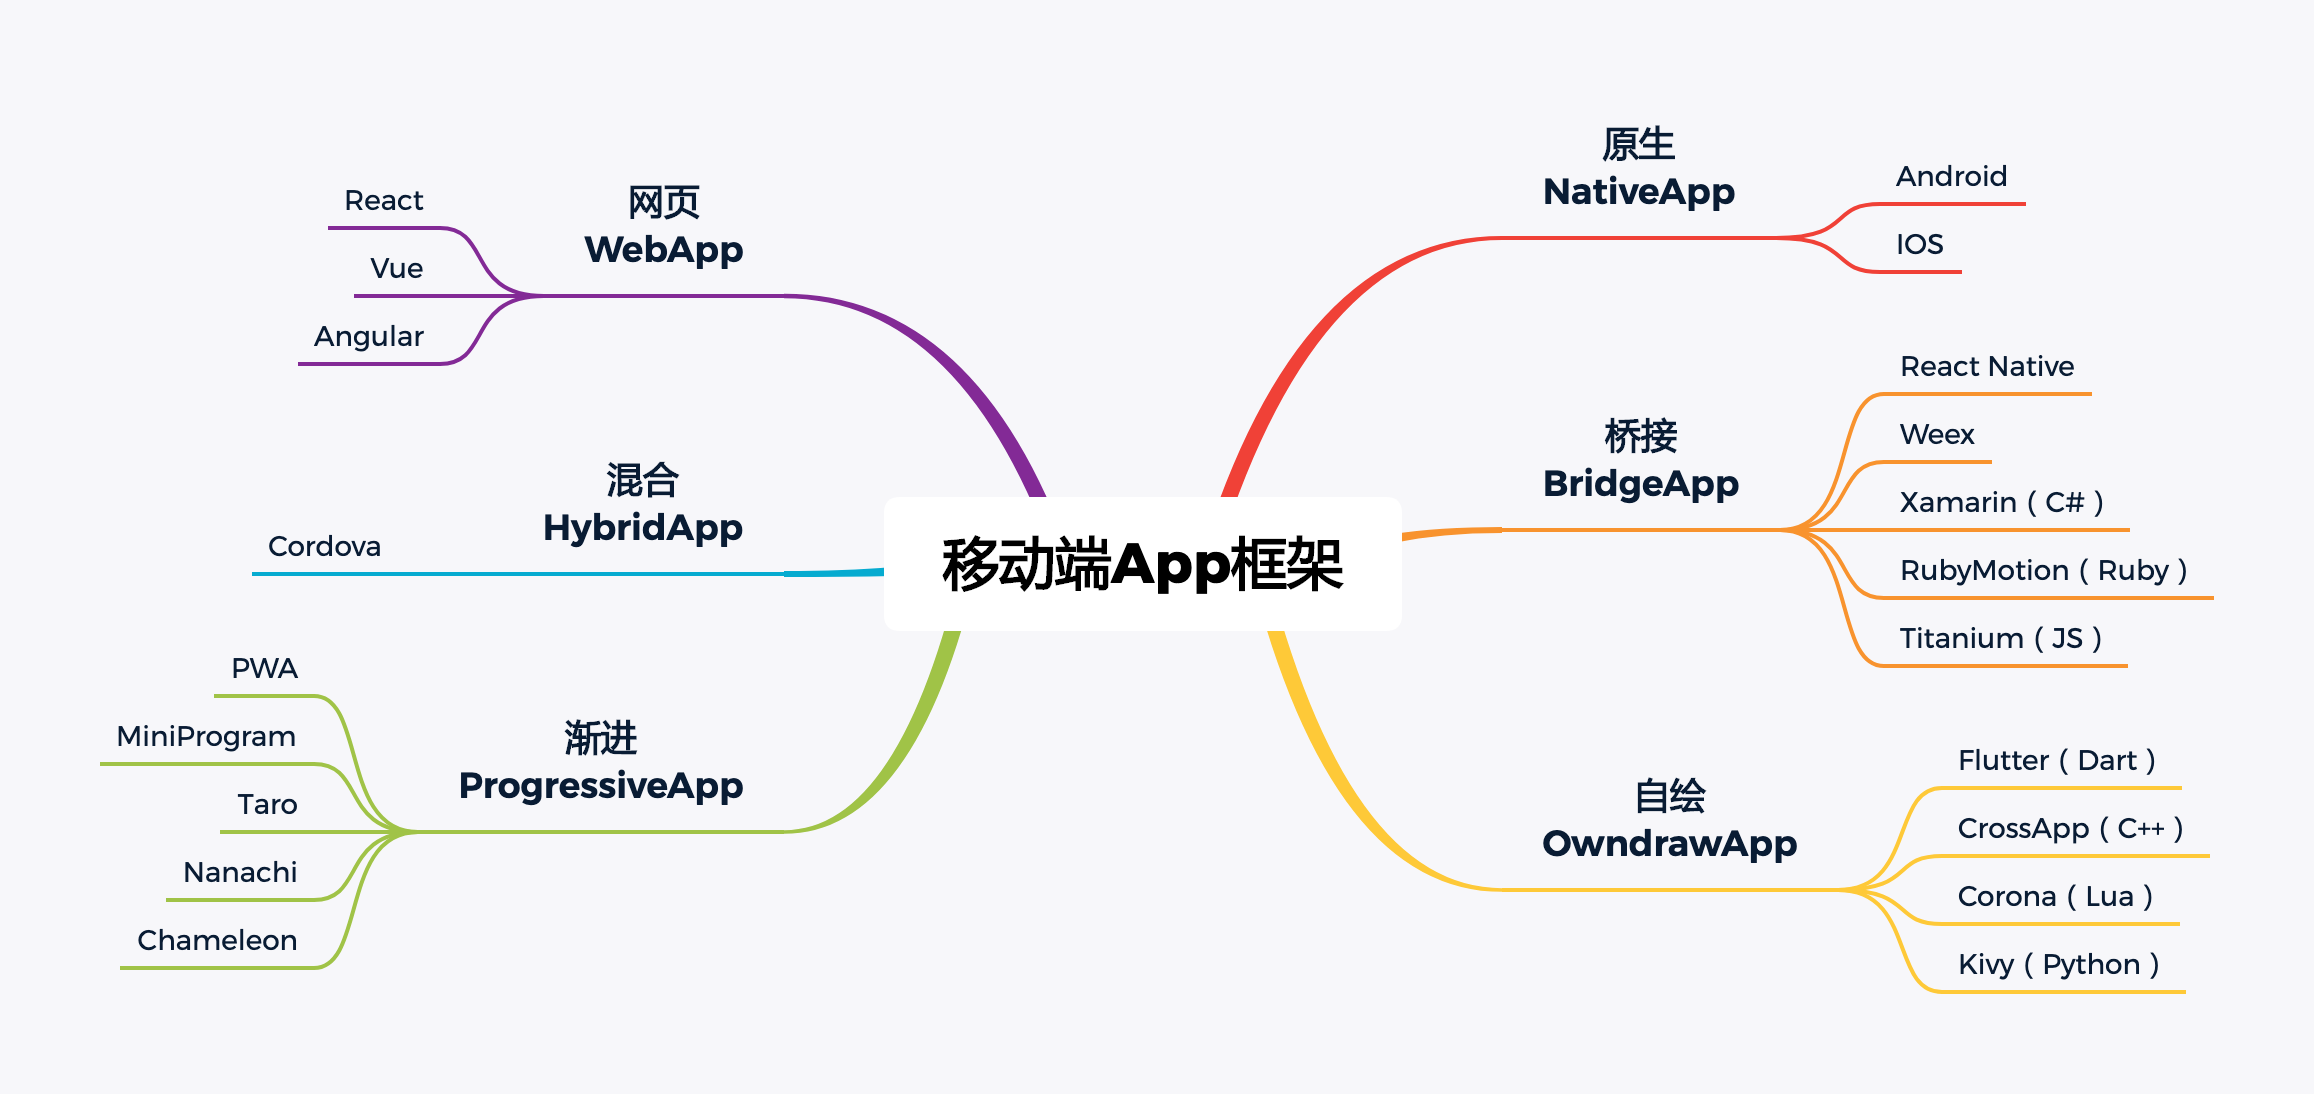 移动端App框架
原生
NativeApp
Android
IOS
桥接
BridgeApp
React Native
Weex
Xamarin ( C# )
RubyMotion ( Ruby )
Titanium ( JS )
自绘
OwndrawApp
Flutter ( Dart )
CrossApp ( C++ )
Corona ( Lua )
Kivy ( Python )
网页
WebApp
React
Vue
Angular
混合
HybridApp
Cordova
渐进
ProgressiveApp
PWA
MiniProgram
Taro
Nanachi
Chameleon